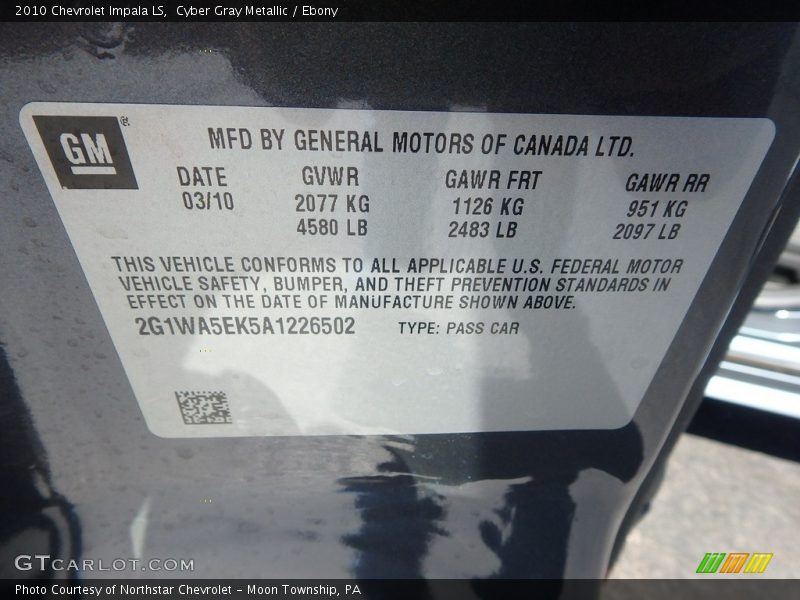 2010 Chevrolet Impala LS,  Cyber Gray Metallic / Ebony
GM®
MFD BY GENERAL MOTORS OF CANADA LTD.
DATE GVWR GAWR FRT GAWR RR
03/10 2077 KG 1126 KG 951 KG
4580 LB 2483 LB 2097 LB
THIS VEHICLE CONFORMS TO ALL APPLICABLE U.S. FEDERAL MOTOR
VEHICLE SAFETY, BUMPER, AND THEFT PREVENTION STANDARDS IN
EFFECT ON THE DATE OF MANUFACTURE SHOWN ABOVE.
2G1WA5EK5A1226502 TYPE: PASS CAR
GTCARLOT.COM
Photo Courtesy of Northstar Chevrolet - Moon Township, PA